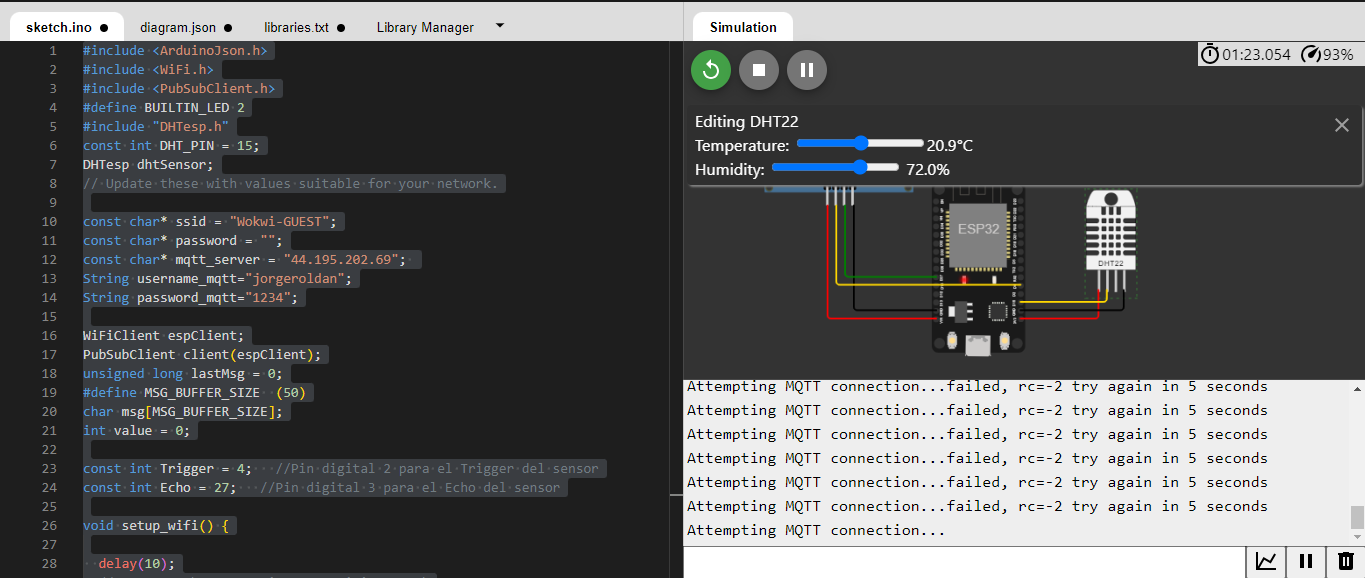 sketch.ino
diagram.json
libraries.txt
Library Manager
1 #include <ArduinoJson.h>
2 #include <WiFi.h>
3 #include <PubSubClient.h>
4 #define BUILTIN_LED 2
5 #include "DHTesp.h"
6 const int DHT_PIN = 15;
7 DHTesp dhtSensor;
8 // Update these with values suitable for your network.
9
10 const char* ssid = "Wokwi-GUEST";
11 const char* password = "";
12 const char* mqtt_server = "44.195.202.69";
13 String username_mqtt="jorgeroldan";
14 String password_mqtt="1234";
15
16 WiFiClient espClient;
17 PubSubClient client(espClient);
18 unsigned long lastMsg = 0;
19 #define MSG_BUFFER_SIZE  (50)
20 char msg[MSG_BUFFER_SIZE];
21 int value = 0;
22
23 const int Trigger = 4;   //Pin digital 2 para el Trigger del sensor
24 const int Echo = 27;   //Pin digital 3 para el Echo del sensor
25
26 void setup_wifi() {
27
28   delay(10);
Simulation
01:23.054
93%
Editing DHT22
Temperature: 20.9°C
Humidity: 72.0%
ESP32
DHT22
Attempting MQTT connection...failed, rc=-2 try again in 5 seconds
Attempting MQTT connection...failed, rc=-2 try again in 5 seconds
Attempting MQTT connection...failed, rc=-2 try again in 5 seconds
Attempting MQTT connection...failed, rc=-2 try again in 5 seconds
Attempting MQTT connection...failed, rc=-2 try again in 5 seconds
Attempting MQTT connection...failed, rc=-2 try again in 5 seconds
Attempting MQTT connection...